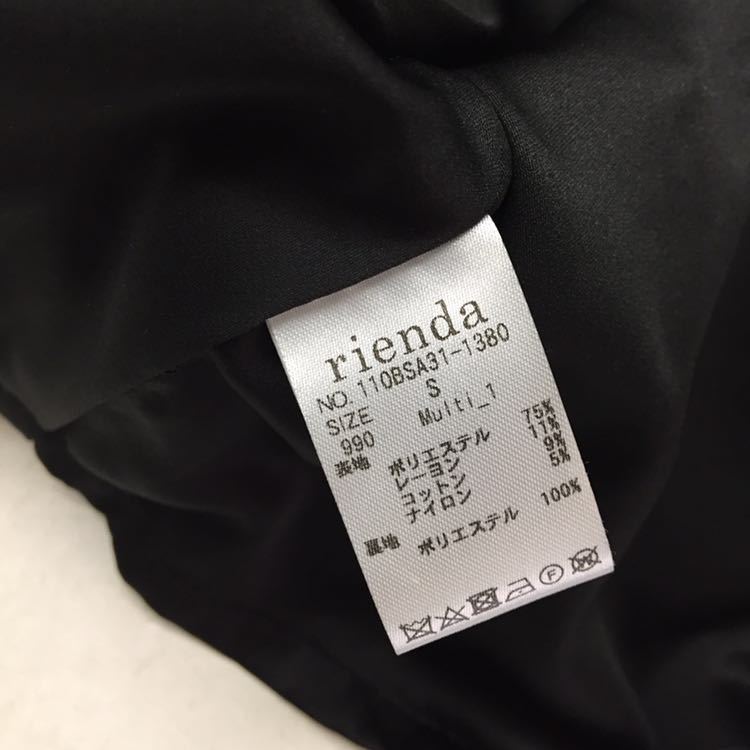 rienda
NO. 110BSA31-1380
SIZE S
990 Multi_1
表地 ポリエステル 75%
レーヨン 11%
コットン 9%
ナイロン 5%
裏地 ポリエステル 100%
F W